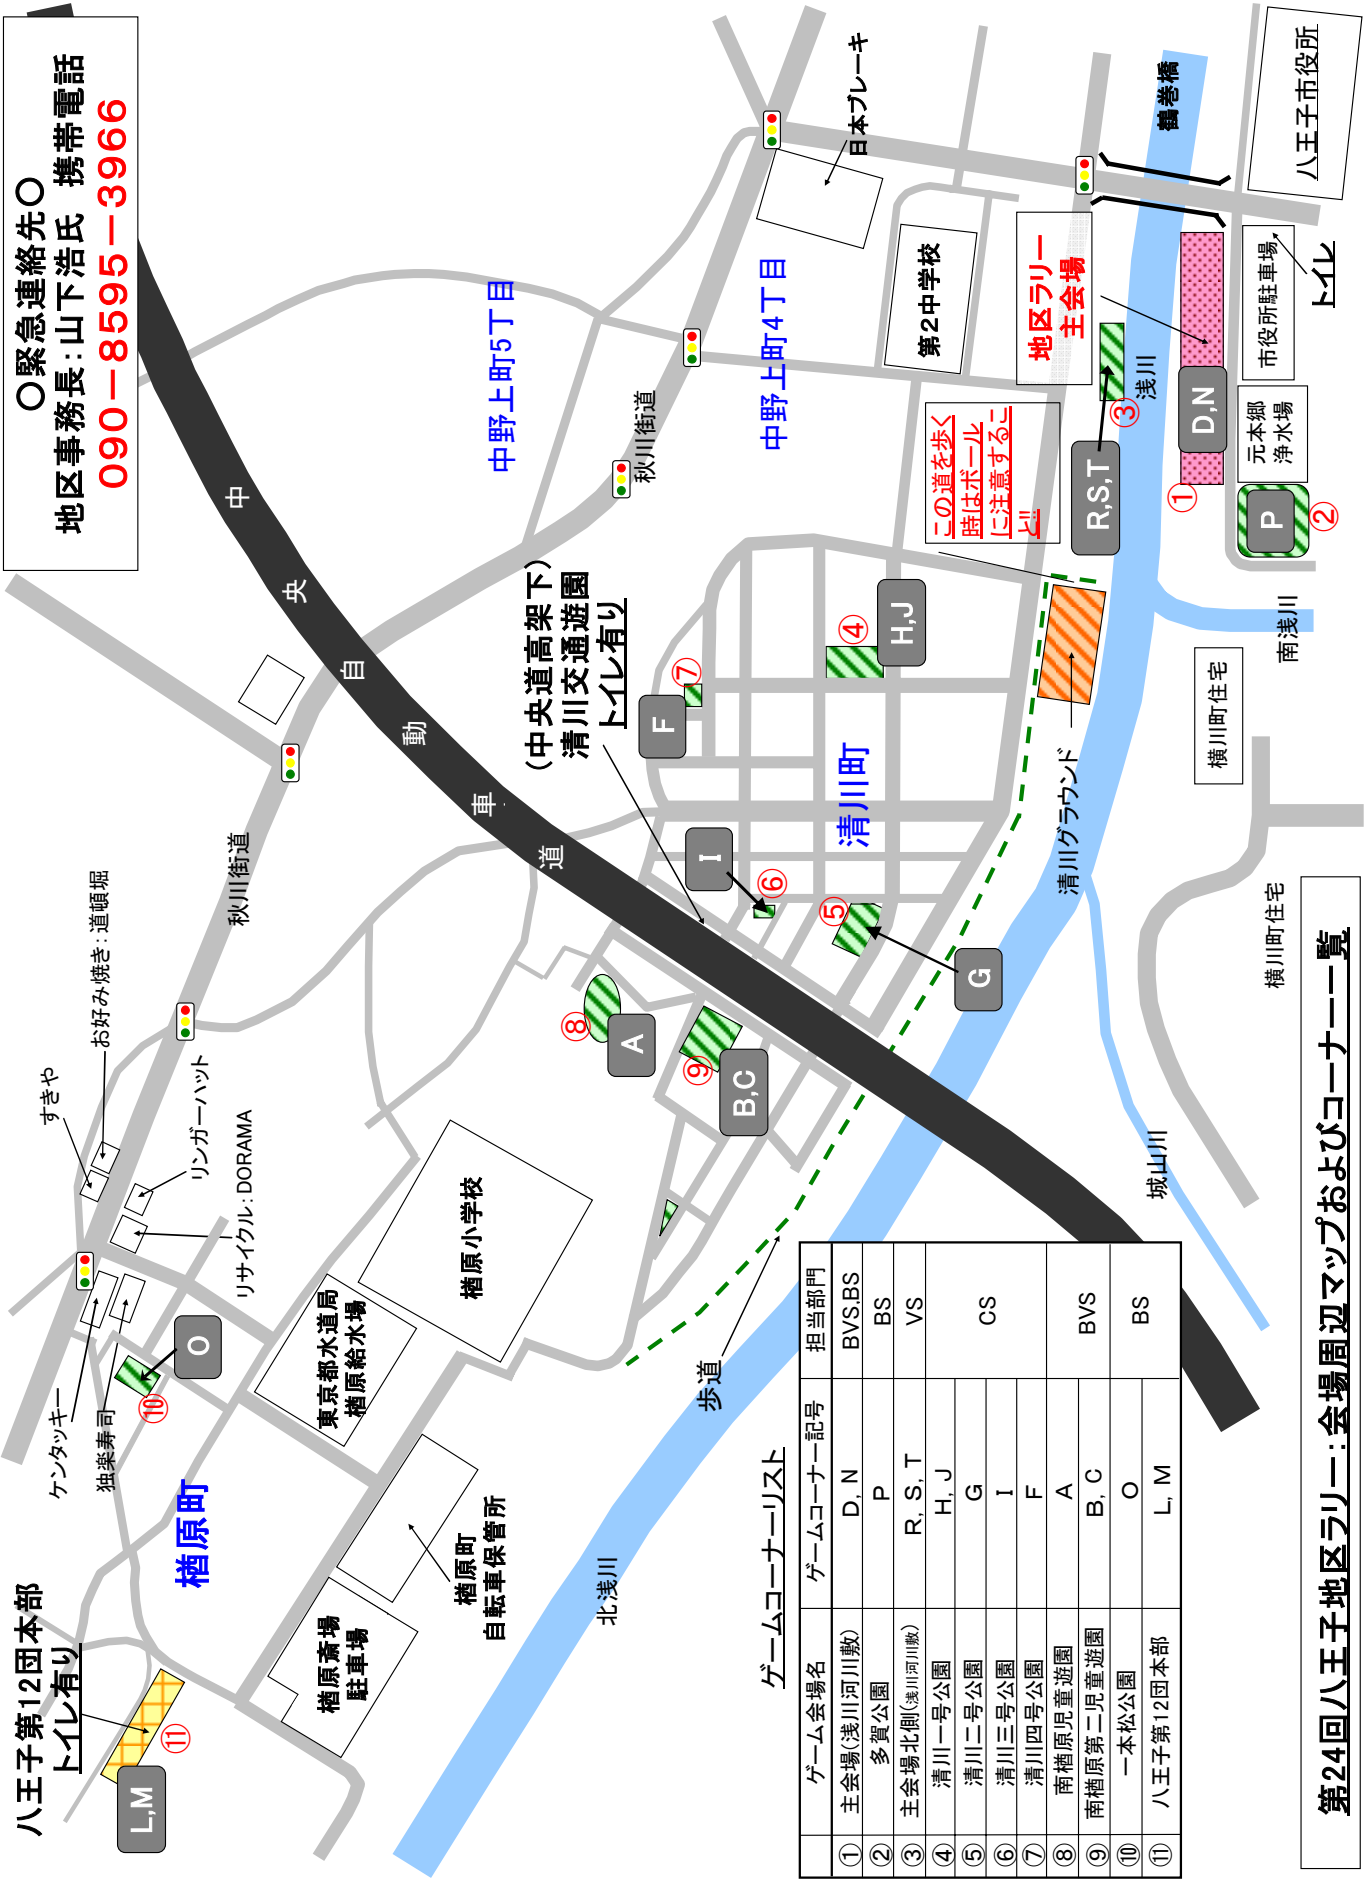 第24回八王子地区ラリー：会場周辺マップおよびコーナー一覧
〇緊急連絡先〇
地区事務長：山下浩氏　携帯電話
090－8595－3966
八王子第12団本部
トイレ有り
L,M
⑪
楢原町
ケンタッキー
独楽寿司
⑩
O
すきや
お好み焼き：道頓堀
リンガーハット
リサイクル：DORAMA
秋川街道
東京都水道局
楢原給水場
楢原小学校
楢原斎場
駐車場
楢原町
自転車保管所
北浅川
歩道
中
央
自
動
車
道
中野上町5丁目
秋川街道
中野上町4丁目
日本ブレーキ
第2中学校
(中央道高架下)
清川交通遊園
トイレ有り
⑧
A
⑨
B,C
I
⑥
⑤
G
F
⑦
④
H,J
清川町
清川グラウンド
この道を歩く
時はボール
に注意するこ
と!!
地区ラリー
主会場
R,S,T
③
浅川
鶴巻橋
①
D,N
P
②
元本郷
浄水場
市役所駐車場
トイレ
八王子市役所
南浅川
横川町住宅
横川町住宅
城山川
ゲームコーナーリスト
ゲーム会場名　ゲームコーナー記号　担当部門
①　主会場(浅川河川敷)　D, N　BVS,BS
②　多賀公園　P　BS
③　主会場北側(浅川河川敷)　R, S, T　VS
④　清川一号公園　H, J　CS
⑤　清川二号公園　G
⑥　清川三号公園　I
⑦　清川四号公園　F
⑧　南楢原児童遊園　A　BVS
⑨　南楢原第二児童遊園　B, C
⑩　一本松公園　O　BS
⑪　八王子第12団本部　L, M